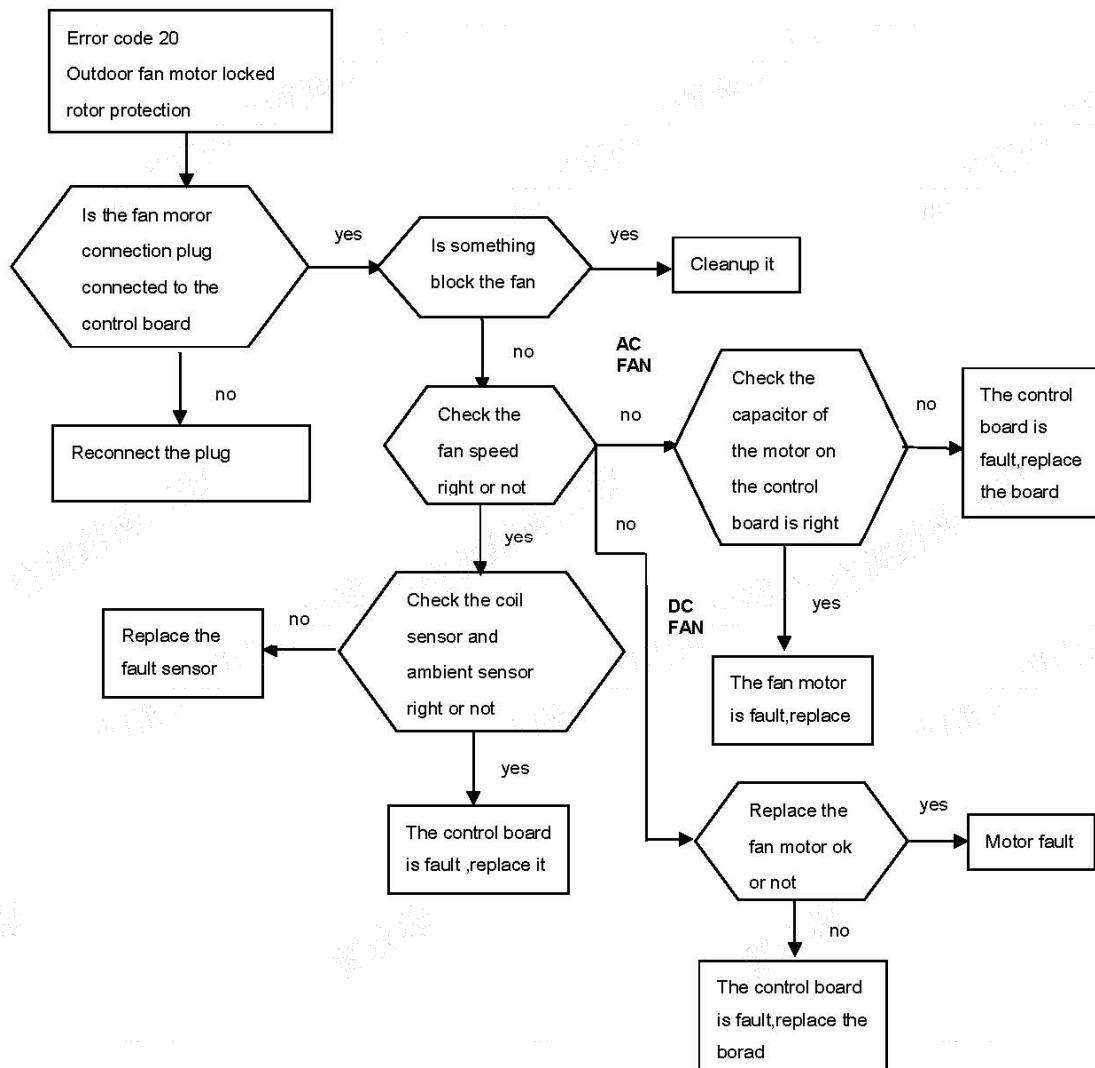 Error code 20
Outdoor fan motor locked
rotor protection
Is the fan moror
connection plug
connected to the
control board
yes
Is something
block the fan
yes
Cleanup it
no
Reconnect the plug
no
Check the
fan speed
right or not
AC
FAN
no
Check the
capacitor of
the motor on
the control
board is right
no
The control
board is
fault,replace
the board
yes
The fan motor
is fault,replace
yes
Check the coil
sensor and
ambient sensor
right or not
no
Replace the
fault sensor
yes
The control board
is fault ,replace it
no
DC
FAN
Replace the
fan motor ok
or not
yes
Motor fault
no
The control board
is fault,replace the
borad